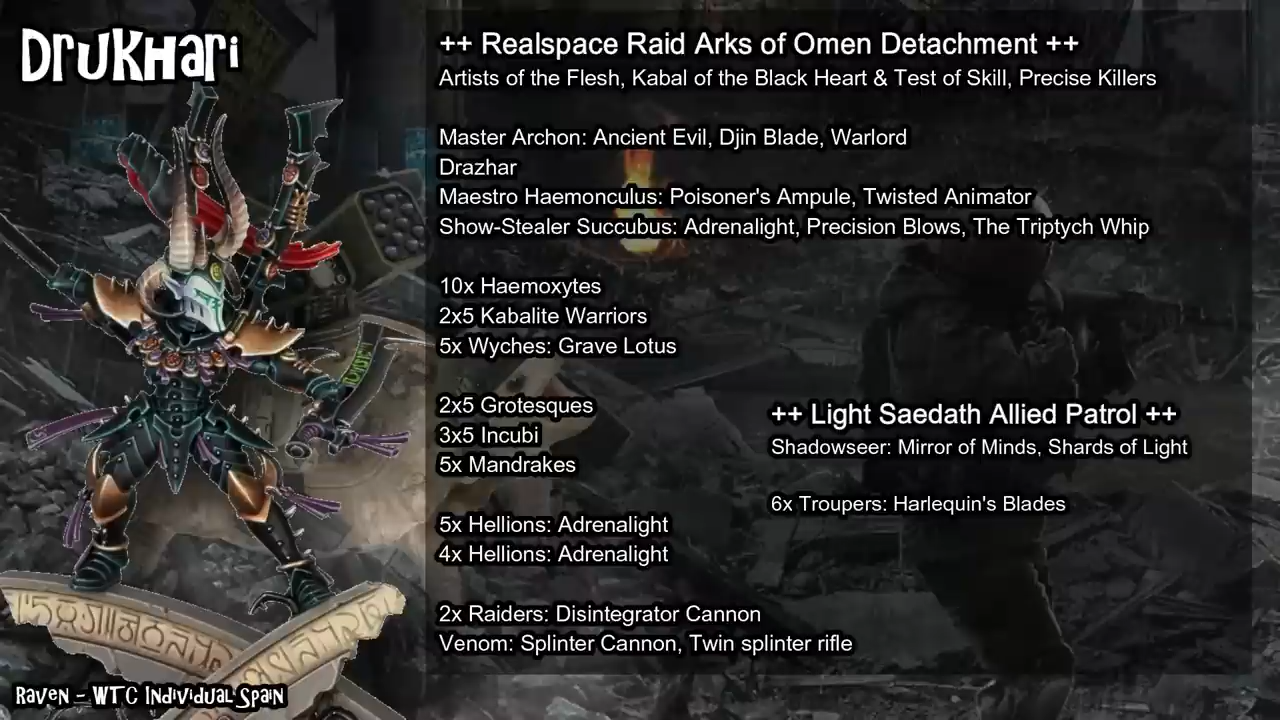 Drukhari
++ Realspace Raid Arks of Omen Detachment ++
Artists of the Flesh, Kabal of the Black Heart & Test of Skill, Precise Killers
Master Archon: Ancient Evil, Djin Blade, Warlord
Drazhar
Maestro Haemonculus: Poisoner's Ampule, Twisted Animator
Show-Stealer Succubus: Adrenalight, Precision Blows, The Triptych Whip
10x Haemoxytes
2x5 Kabalite Warriors
5x Wyches: Grave Lotus
2x5 Grotesques
3x5 Incubi
5x Mandrakes
5x Hellions: Adrenalight
4x Hellions: Adrenalight
2x Raiders: Disintegrator Cannon
Venom: Splinter Cannon, Twin splinter rifle
++ Light Saedath Allied Patrol ++
Shadowseer: Mirror of Minds, Shards of Light
6x Troupers: Harlequin's Blades
Raven - WTC Individual Spain